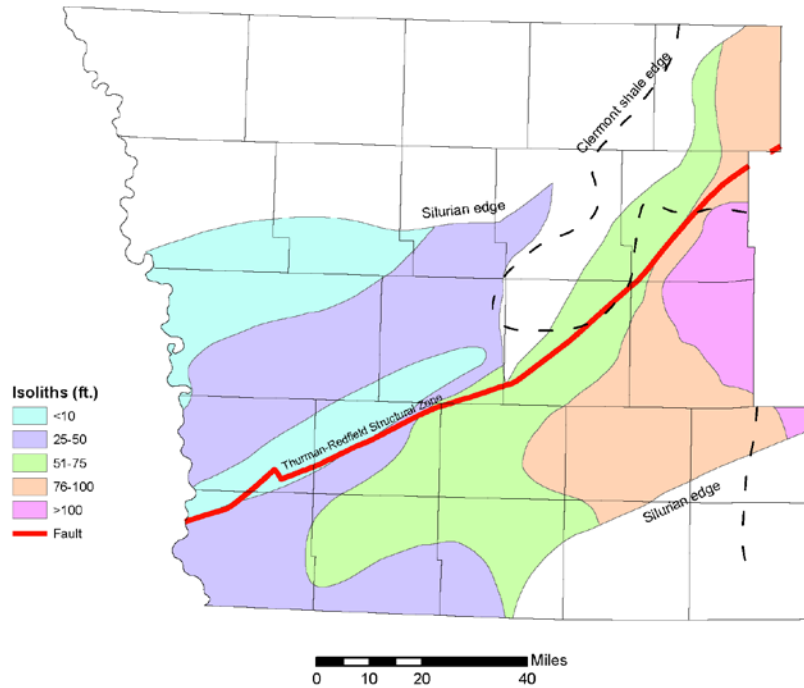 Clermont shale edge
Silurian edge
Isoliths (ft.)
<10
25-50
51-75
76-100
>100
Fault
Thurman-Redfield Structural Zone
Silurian edge
Miles
0 10 20 40